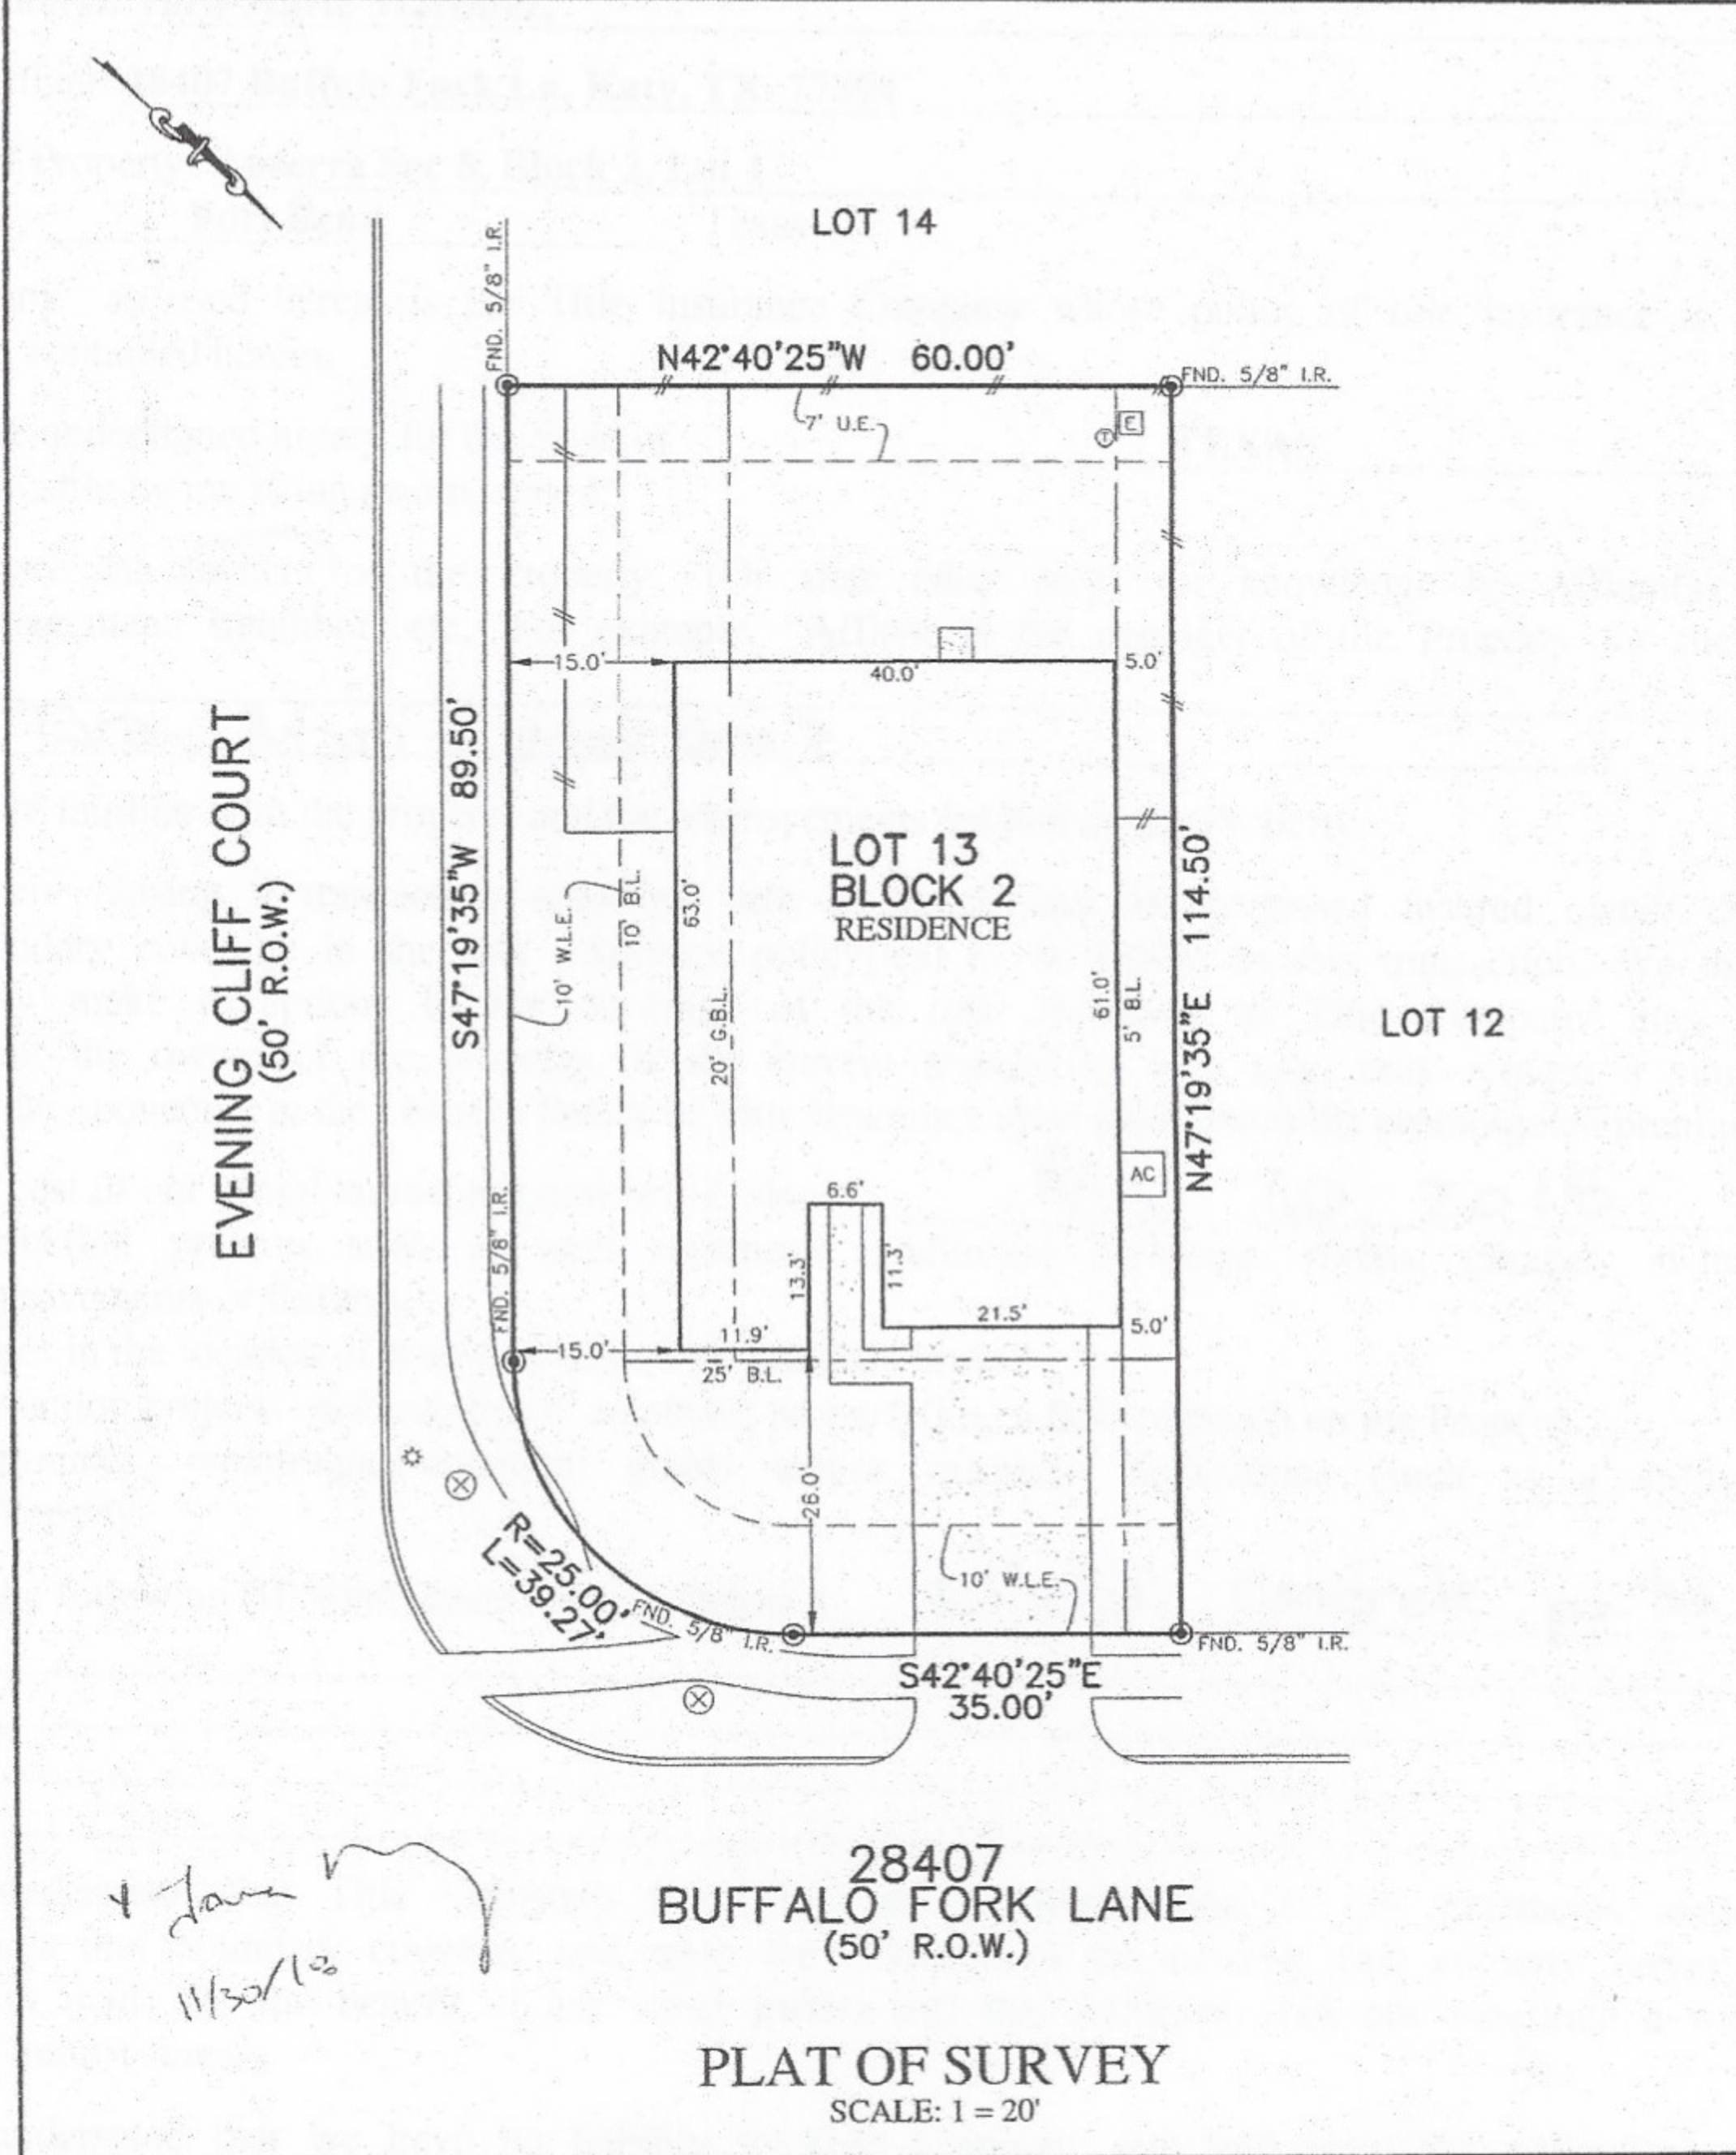 LOT 14
FND. 5/8" I.R.
N42°40'25"W 60.00'
FND. 5/8" I.R.
7' U.E.
E
T
15.0'
40.0'
5.0'
EVENING CLIFF COURT
(50' R.O.W.)
S47°19'35"W 89.50'
10' W.L.E.
10' B.L.
63.0'
20' G.B.L.
LOT 13
BLOCK 2
RESIDENCE
61.0'
5' B.L.
N47°19'35"E 114.50'
LOT 12
AC
6.6'
13.3'
11.3'
21.5'
5.0'
FND. 5/8" I.R.
15.0'
11.9'
25' B.L.
26.0'
R=25.00'
L=39.27'
FND. 5/8" I.R.
10' W.L.E.
FND. 5/8" I.R.
S42°40'25"E
35.00'
28407
BUFFALO FORK LANE
(50' R.O.W.)
11/30/10
PLAT OF SURVEY
SCALE: 1 = 20'